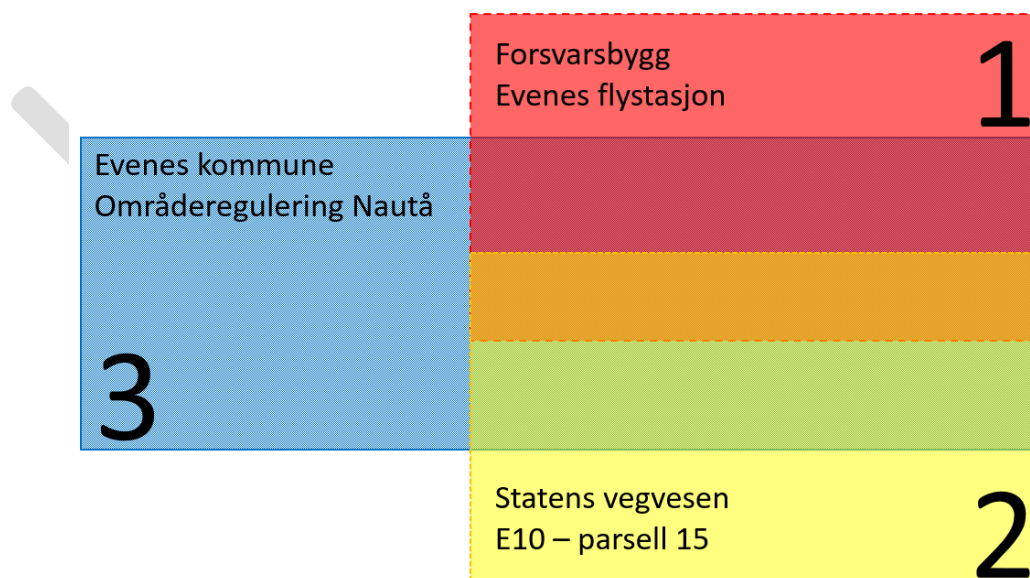 Forsvarsbygg
Evenes flystasjon
1
Evenes kommune
Områderegulering Nautå
3
Statens vegvesen
E10 – parsell 15
2